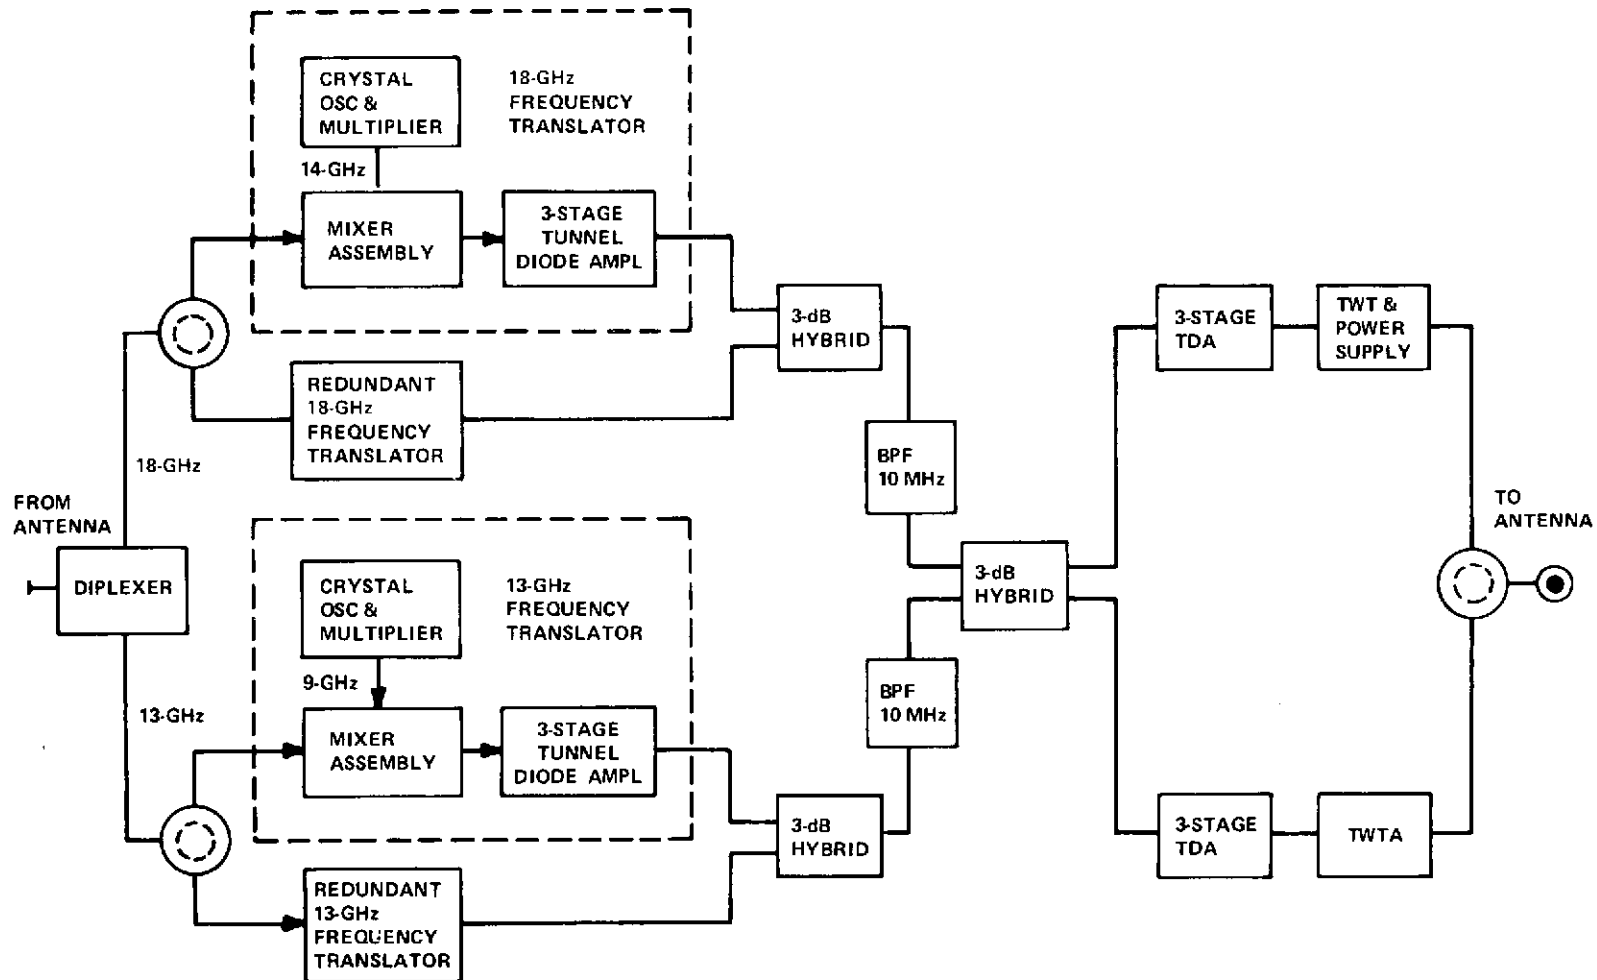 CRYSTAL
OSC &
MULTIPLIER
18-GHz
FREQUENCY
TRANSLATOR
14-GHz
MIXER
ASSEMBLY
3-STAGE
TUNNEL
DIODE AMPL
REDUNDANT
18-GHz
FREQUENCY
TRANSLATOR
3-dB
HYBRID
3-STAGE
TDA
TWT &
POWER
SUPPLY
18-GHz
BPF
10 MHz
FROM
ANTENNA
DIPLEXER
TO
ANTENNA
3-dB
HYBRID
CRYSTAL
OSC &
MULTIPLIER
13-GHz
FREQUENCY
TRANSLATOR
9-GHz
13-GHz
MIXER
ASSEMBLY
3-STAGE
TUNNEL
DIODE AMPL
BPF
10 MHz
3-dB
HYBRID
3-STAGE
TDA
TWTA
REDUNDANT
13-GHz
FREQUENCY
TRANSLATOR